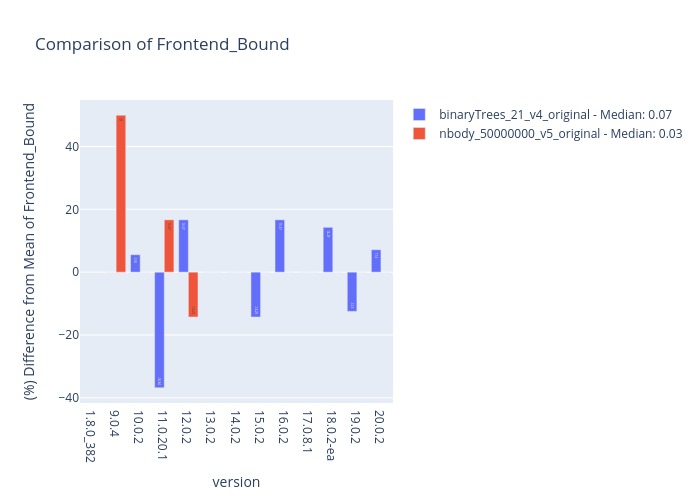 Comparison of Frontend_Bound
binaryTrees_21_v4_original - Median: 0.07
nbody_50000000_v5_original - Median: 0.03
(%) Difference from Mean of Frontend_Bound
40
20
0
−20
−40
1.8.0_382
9.0.4
10.0.2
11.0.20.1
12.0.2
13.0.2
14.0.2
15.0.2
16.0.2
17.0.8.1
18.0.2-ea
19.0.2
20.0.2
version